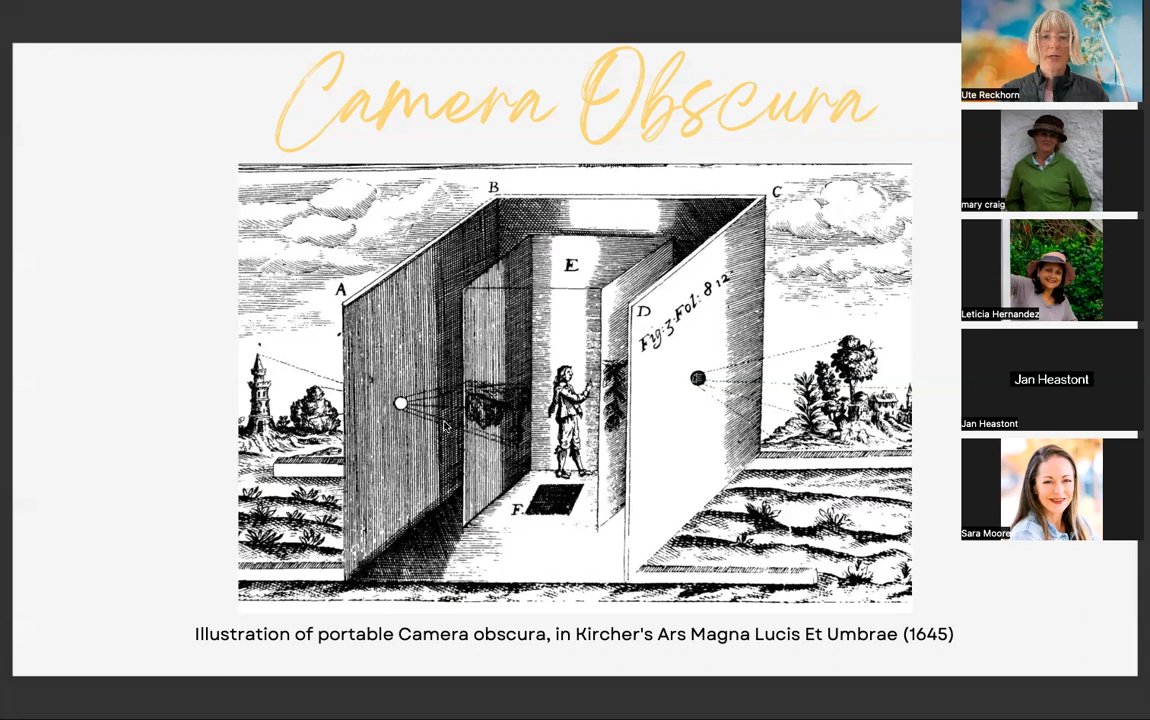 Camera Obscura
B
C
A
E
D
Fig: 3. Fol: 812.
F.
Illustration of portable Camera obscura, in Kircher's Ars Magna Lucis Et Umbrae (1645)
Ute Reckhorn
mary craig
Leticia Hernandez
Jan Heastont
Jan Heastont
Sara Moore